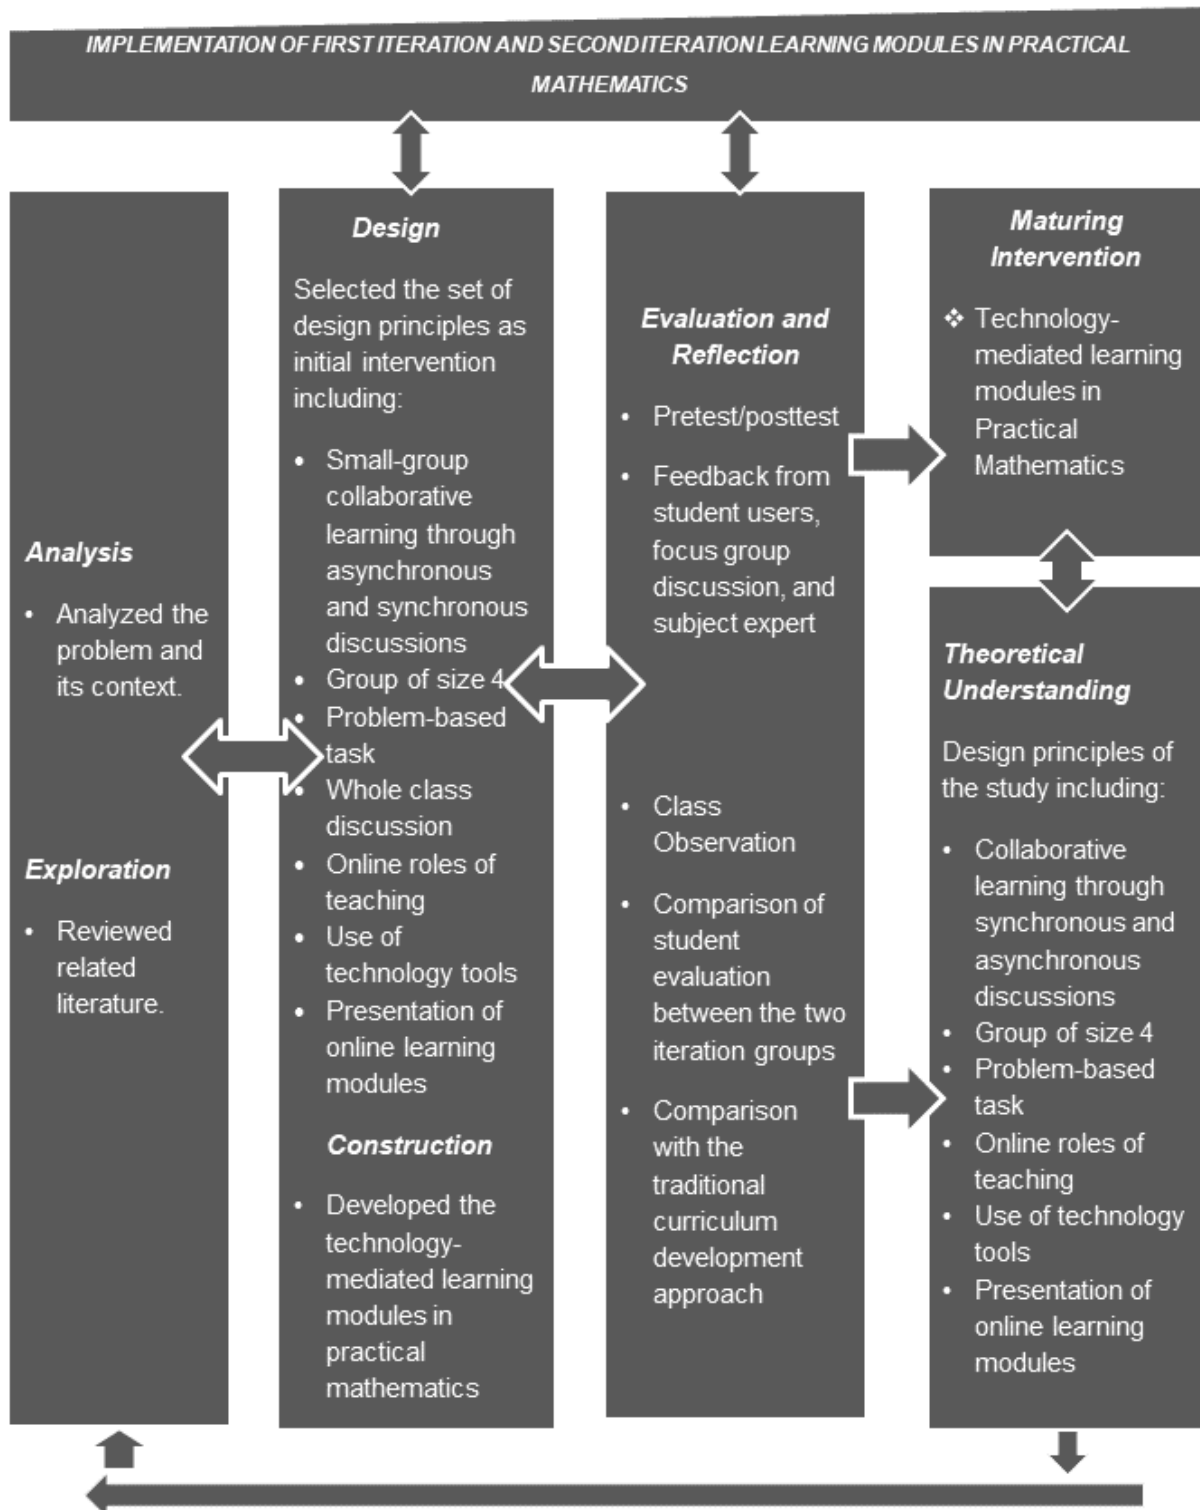 IMPLEMENTATION OF FIRST ITERATION AND SECOND ITERATION LEARNING MODULES IN PRACTICAL
MATHEMATICS
Analysis
• Analyzed the
problem and
its context.
Exploration
• Reviewed
related
literature.
Design
Selected the set of
design principles as
initial intervention
including:
• Small-group
collaborative
learning through
asynchronous
and synchronous
discussions
• Group of size 4
• Problem-based
task
• Whole class
discussion
• Online roles of
teaching
• Use of
technology tools
• Presentation of
online learning
modules
Construction
• Developed the
technology-
mediated learning
modules in
practical
mathematics
Evaluation and
Reflection
• Pretest/posttest
• Feedback from
student users,
focus group
discussion, and
subject expert
• Class
Observation
• Comparison of
student
evaluation
between the two
iteration groups
• Comparison
with the
traditional
curriculum
development
approach
Maturing
Intervention
❖ Technology-
mediated learning
modules in
Practical
Mathematics
Theoretical
Understanding
Design principles of
the study including:
• Collaborative
learning through
synchronous and
asynchronous
discussions
• Group of size 4
• Problem-based
task
• Online roles of
teaching
• Use of technology
tools
• Presentation of
online learning
modules